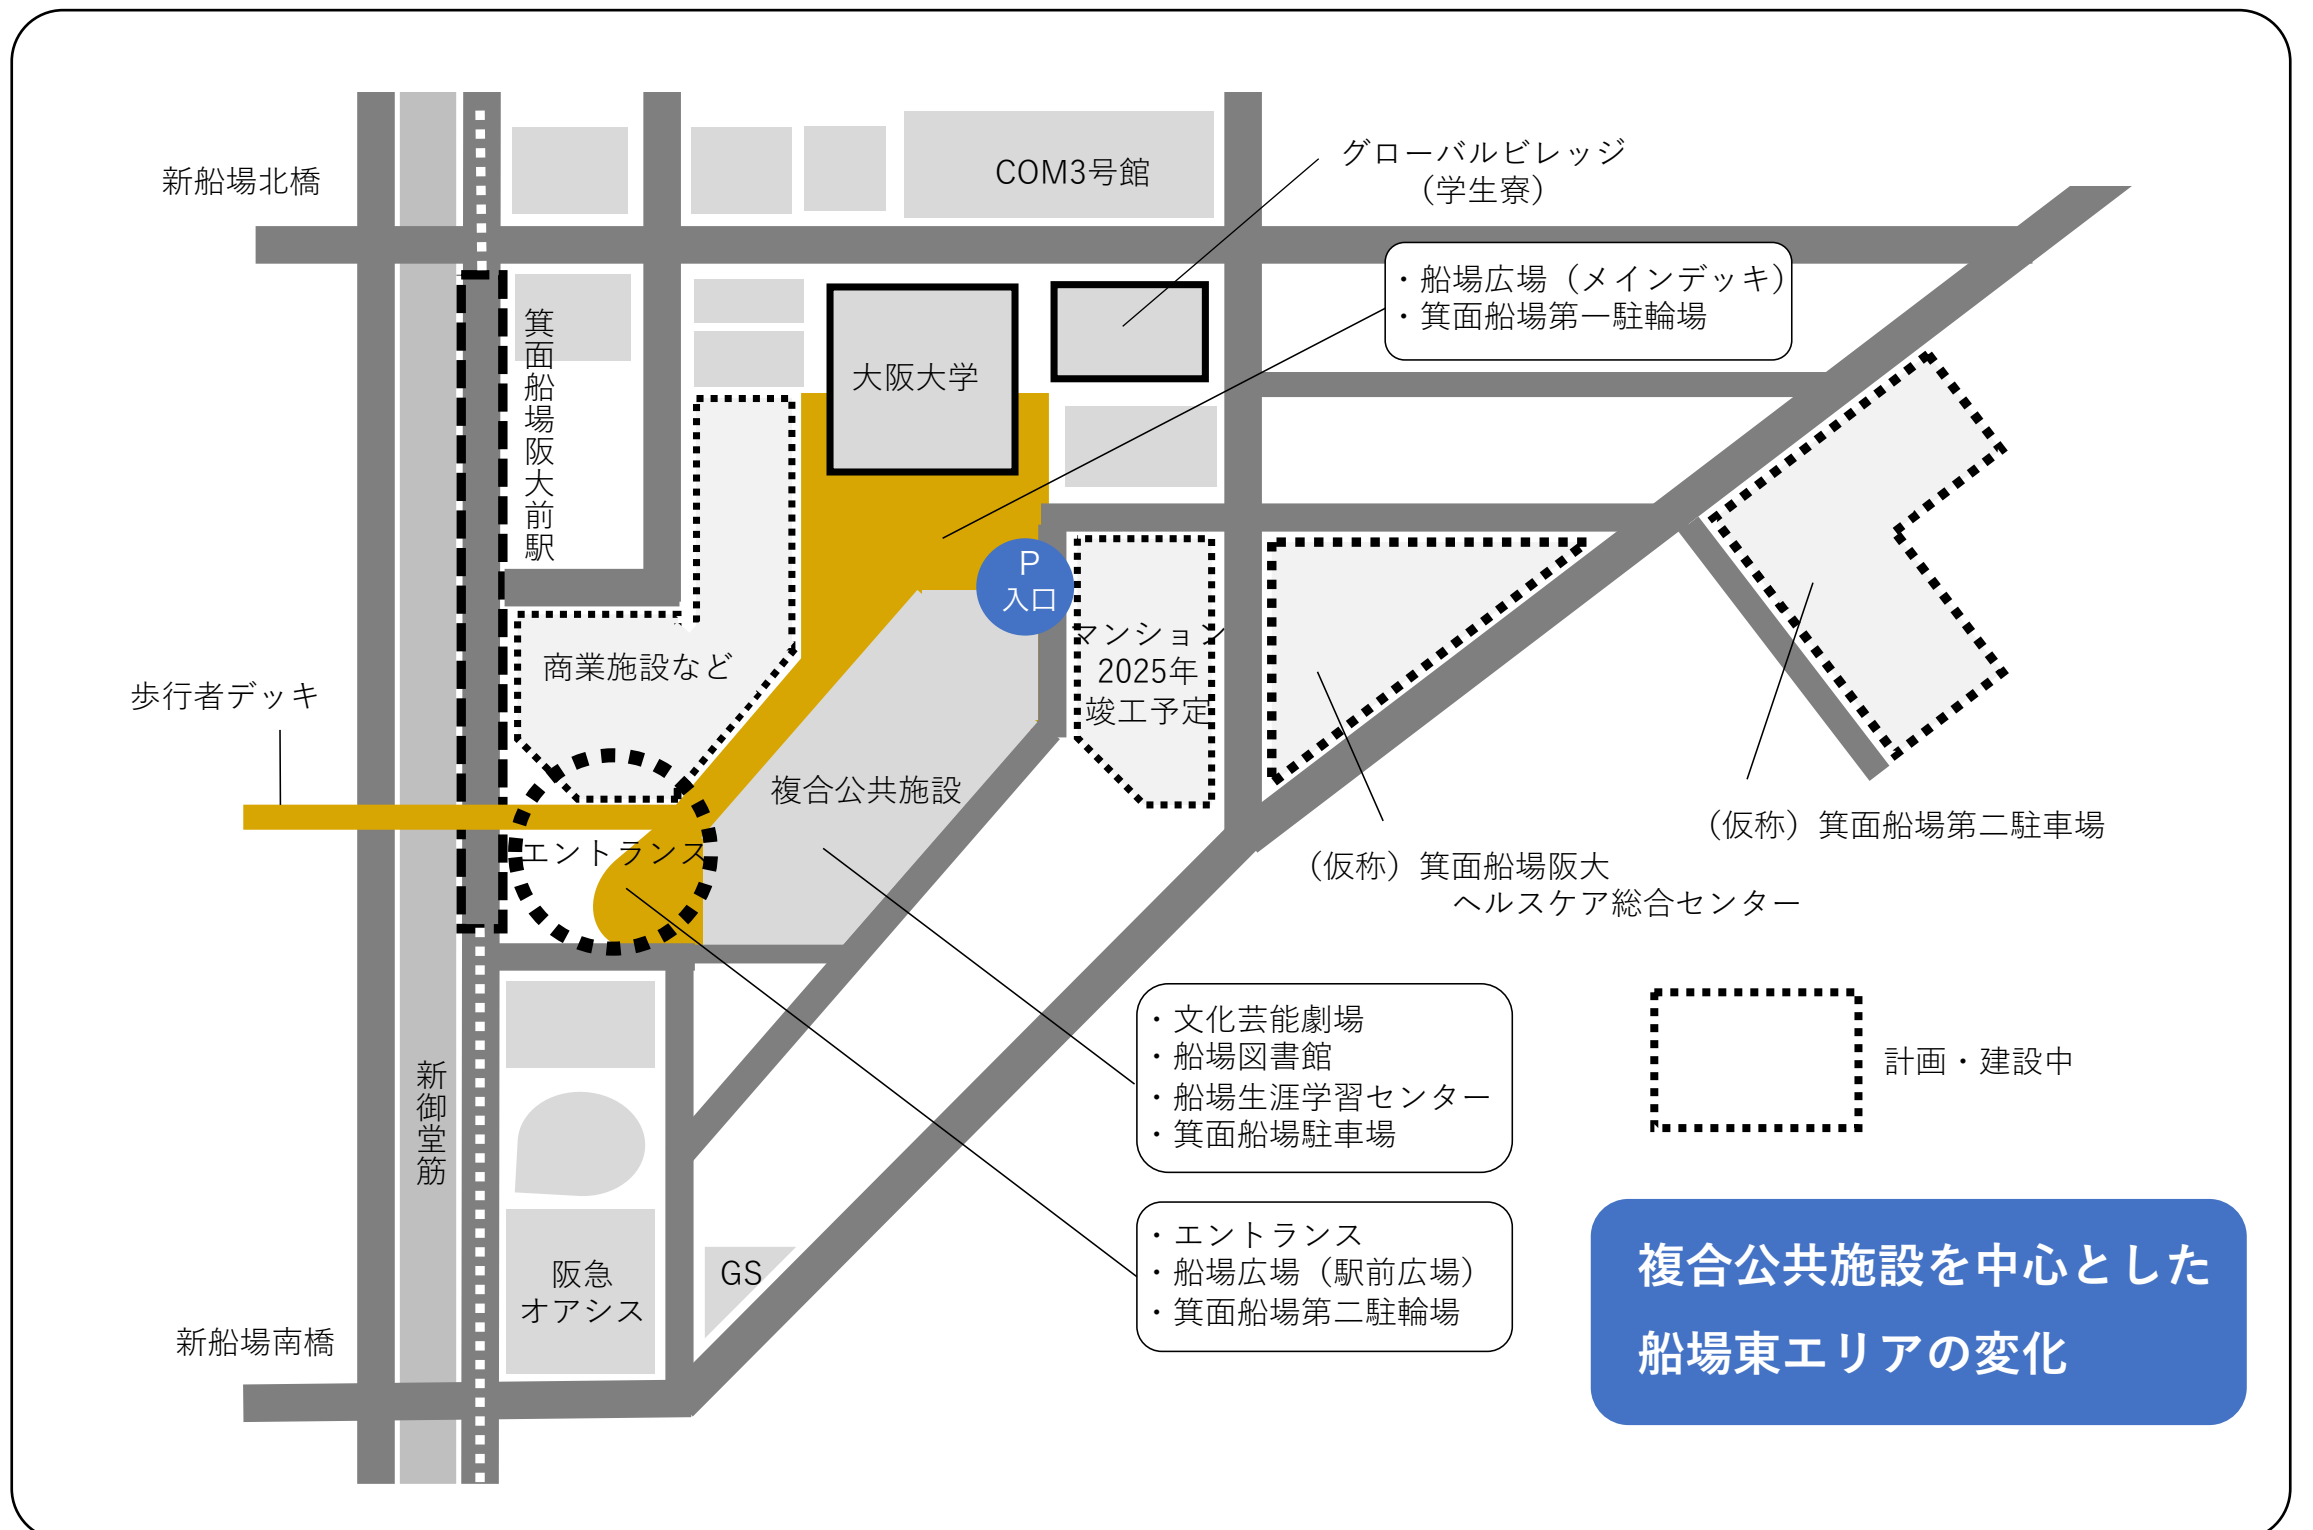 新船場北橋
COM3号館
グローバルビレッジ
（学生寮）
・船場広場（メインデッキ）
・箕面船場第一駐輪場
箕面船場阪大前駅
大阪大学
P
入口
マンション
2025年
竣工予定
商業施設など
歩行者デッキ
複合公共施設
エントランス
（仮称）箕面船場第二駐車場
（仮称）箕面船場阪大
ヘルスケア総合センター
・文化芸能劇場
・船場図書館
・船場生涯学習センター
・箕面船場駐車場
計画・建設中
新御堂筋
・エントランス
・船場広場（駅前広場）
・箕面船場第二駐輪場
阪急
オアシス
GS
新船場南橋
複合公共施設を中心とした
船場東エリアの変化